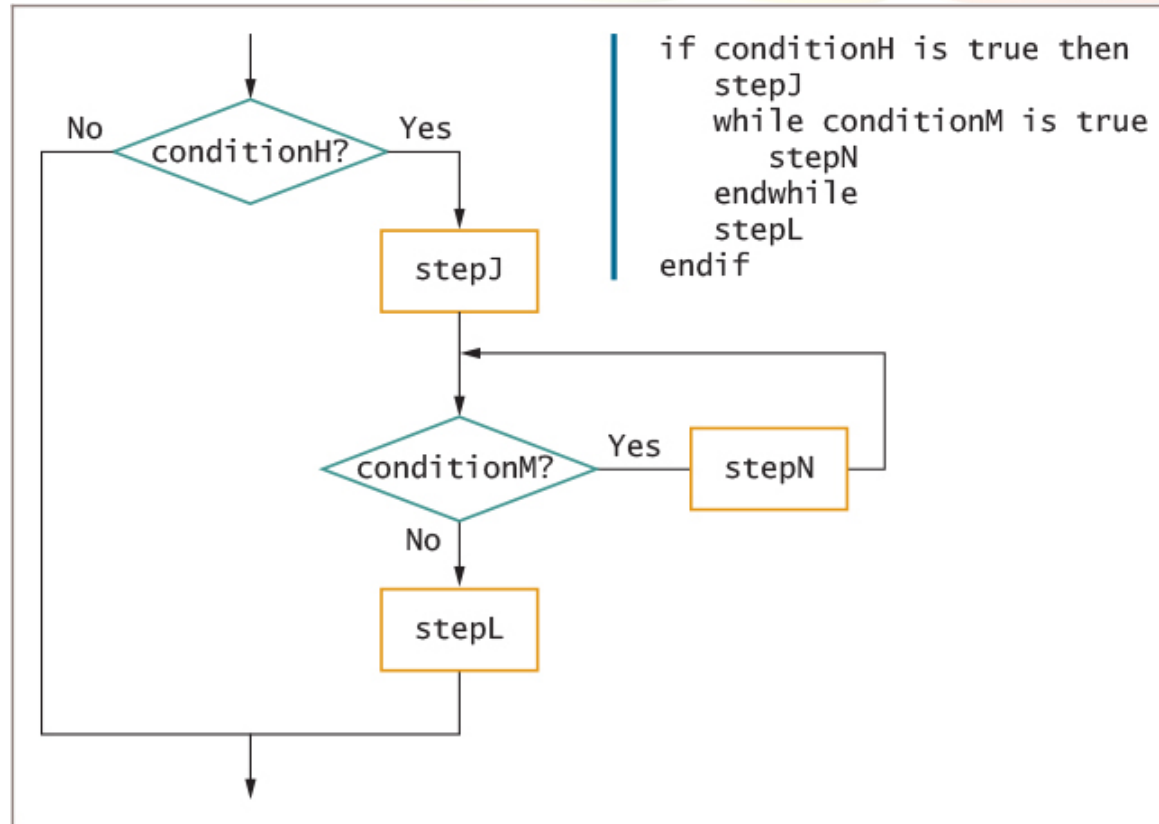 No
conditionH?
Yes
stepJ
conditionM?
Yes
stepN
No
stepL
if conditionH is true then
   stepJ
   while conditionM is true
      stepN
   endwhile
   stepL
endif